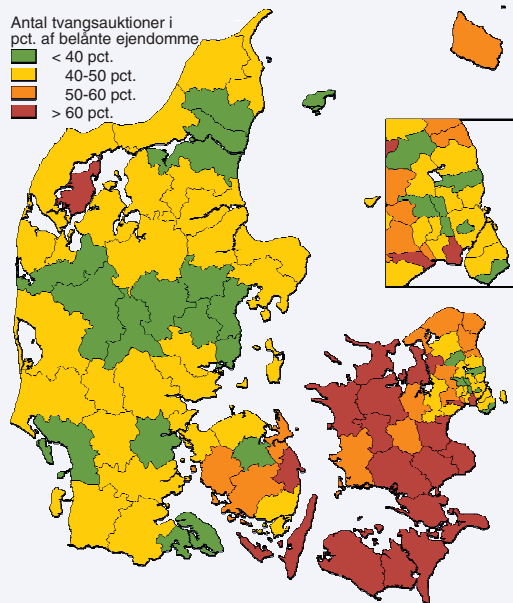 Antal tvangsauktioner i
pct. af belånte ejendomme
< 40 pct.
40-50 pct.
50-60 pct.
> 60 pct.